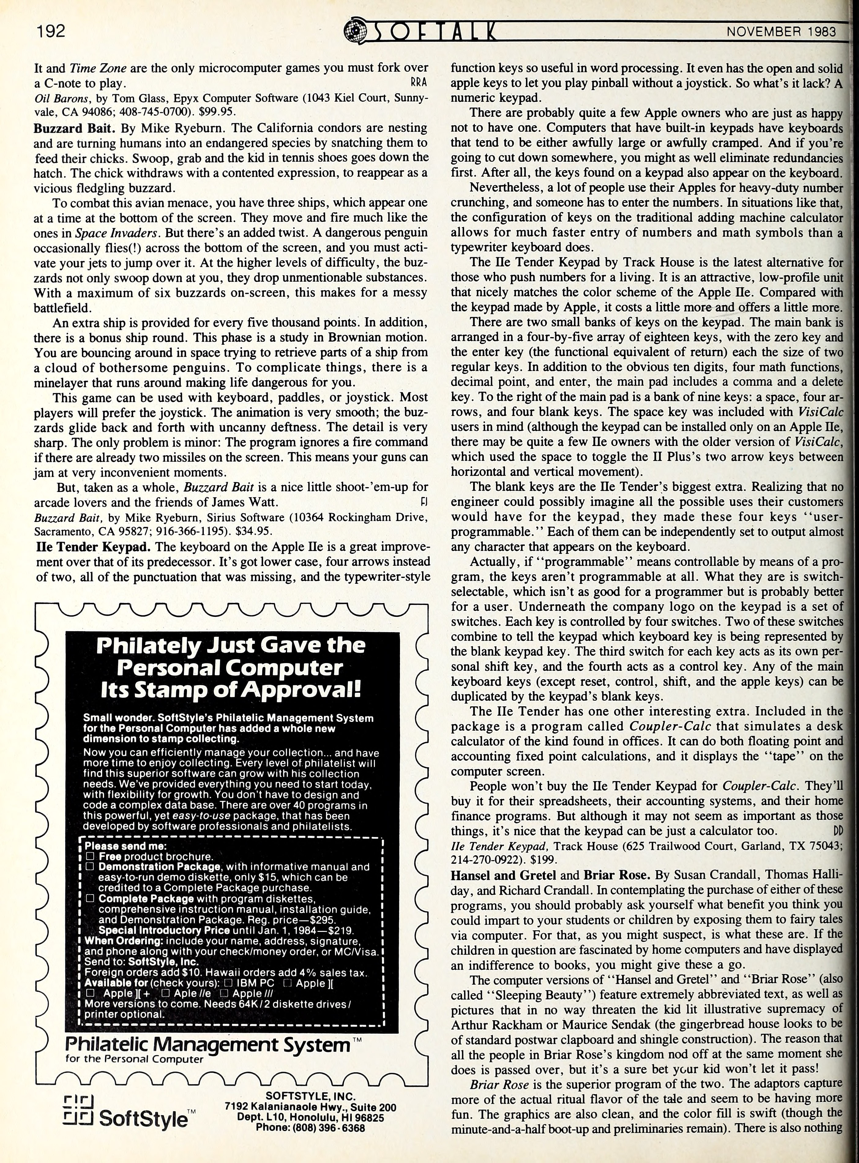 192
SOFTALK
NOVEMBER 1983
It and Time Zone are the only microcomputer games you must fork over
a C-note to play. RRA
Oil Barons, by Tom Glass, Epyx Computer Software (1043 Kiel Court, Sunny-
vale, CA 94086; 408-745-0700). $99.95.
Buzzard Bait. By Mike Ryeburn. The California condors are nesting
and are turning humans into an endangered species by snatching them to
feed their chicks. Swoop, grab and the kid in tennis shoes goes down the
hatch. The chick withdraws with a contented expression, to reappear as a
vicious fledgling buzzard.
To combat this avian menace, you have three ships, which appear one
at a time at the bottom of the screen. They move and fire much like the
ones in Space Invaders. But there's an added twist. A dangerous penguin
occasionally flies(!) across the bottom of the screen, and you must acti-
vate your jets to jump over it. At the higher levels of difficulty, the buz-
zards not only swoop down at you, they drop unmentionable substances.
With a maximum of six buzzards on-screen, this makes for a messy
battlefield.
An extra ship is provided for every five thousand points. In addition,
there is a bonus ship round. This phase is a study in Brownian motion.
You are bouncing around in space trying to retrieve parts of a ship from
a cloud of bothersome penguins. To complicate things, there is a
minelayer that runs around making life dangerous for you.
This game can be used with keyboard, paddles, or joystick. Most
players will prefer the joystick. The animation is very smooth; the buz-
zards glide back and forth with uncanny deftness. The detail is very
sharp. The only problem is minor: The program ignores a fire command
if there are already two missiles on the screen. This means your guns can
jam at very inconvenient moments.
But, taken as a whole, Buzzard Bait is a nice little shoot-'em-up for
arcade lovers and the friends of James Watt.
Buzzard Bait, by Mike Ryeburn, Sirius Software (10364 Rockingham Drive,
Sacramento, CA 95827; 916-366-1195). $34.95.
IIe Tender Keypad. The keyboard on the Apple IIe is a great improve-
ment over that of its predecessor. It's got lower case, four arrows instead
of two, all of the punctuation that was missing, and the typewriter-style
Philately Just Gave the
Personal Computer
Its Stamp of Approval!
Small wonder. SoftStyle's Philatelic Management System
for the Personal Computer has added a whole new
dimension to stamp collecting.
Now you can efficiently manage your collection... and have
more time to enjoy collecting. Every level of philatelist will
find this superior software can grow with his collection
needs. We've provided everything you need to start today,
with flexibility for growth. You don't have to design and
code a complex data base. There are over 40 programs in
this powerful, yet easy-to-use package, that has been
developed by software professionals and philatelists.
Please send me:
□ Free product brochure.
□ Demonstration Package, with informative manual and
easy-to-run demo diskette, only $15, which can be
credited to a Complete Package purchase.
□ Complete Package with program diskettes,
comprehensive instruction manual, installation guide,
and Demonstration Package. Reg. price—$295.
Special Introductory Price until Jan. 1, 1984—$219.
When Ordering: include your name, address, signature,
and phone along with your check/money order, or MC/Visa.
Send to: SoftStyle, Inc.
Foreign orders add $10. Hawaii orders add 4% sales tax.
Available for (check yours): □ IBM PC □ Apple ][
□ Apple ][ + □ Aple //e □ Apple ///
More versions to come. Needs 64K/2 diskette drives/
printer optional.
Philatelic Management System™
for the Personal Computer
SoftStyle™
SOFTSTYLE, INC.
7192 Kalanianaole Hwy., Suite 200
Dept. L10, Honolulu, HI 96825
Phone: (808) 396-6368
function keys so useful in word processing. It even has the open and solid
apple keys to let you play pinball without a joystick. So what's it lack? A
numeric keypad.
There are probably quite a few Apple owners who are just as happy
not to have one. Computers that have built-in keypads have keyboards
that tend to be either awfully large or awfully cramped. And if you're
going to cut down somewhere, you might as well eliminate redundancies
first. After all, the keys found on a keypad also appear on the keyboard.
Nevertheless, a lot of people use their Apples for heavy-duty number
crunching, and someone has to enter the numbers. In situations like that,
the configuration of keys on the traditional adding machine calculator
allows for much faster entry of numbers and math symbols than a
typewriter keyboard does.
The IIe Tender Keypad by Track House is the latest alternative for
those who push numbers for a living. It is an attractive, low-profile unit
that nicely matches the color scheme of the Apple IIe. Compared with
the keypad made by Apple, it costs a little more and offers a little more.
There are two small banks of keys on the keypad. The main bank is
arranged in a four-by-five array of eighteen keys, with the zero key and
the enter key (the functional equivalent of return) each the size of two
regular keys. In addition to the obvious ten digits, four math functions,
decimal point, and enter, the main pad includes a comma and a delete
key. To the right of the main pad is a bank of nine keys: a space, four ar-
rows, and four blank keys. The space key was included with VisiCalc
users in mind (although the keypad can be installed only on an Apple IIe,
there may be quite a few IIe owners with the older version of VisiCalc,
which used the space to toggle the II Plus's two arrow keys between
horizontal and vertical movement).
The blank keys are the IIe Tender's biggest extra. Realizing that no
engineer could possibly imagine all the possible uses their customers
would have for the keypad, they made these four keys "user-
programmable." Each of them can be independently set to output almost
any character that appears on the keyboard.
Actually, if "programmable" means controllable by means of a pro-
gram, the keys aren't programmable at all. What they are is switch-
selectable, which isn't as good for a programmer but is probably better
for a user. Underneath the company logo on the keypad is a set of
switches. Each key is controlled by four switches. Two of these switches
combine to tell the keypad which keyboard key is being represented by
the blank keypad key. The third switch for each key acts as its own per-
sonal shift key, and the fourth acts as a control key. Any of the main
keyboard keys (except reset, control, shift, and the apple keys) can be
duplicated by the keypad's blank keys.
The IIe Tender has one other interesting extra. Included in the
package is a program called Coupler-Calc that simulates a desk
calculator of the kind found in offices. It can do both floating point and
accounting fixed point calculations, and it displays the "tape" on the
computer screen.
People won't buy the IIe Tender Keypad for Coupler-Calc. They'll
buy it for their spreadsheets, their accounting systems, and their home
finance programs. But although it may not seem as important as those
things, it's nice that the keypad can be just a calculator too. DD
IIe Tender Keypad, Track House (625 Trailwood Court, Garland, TX 75043;
214-270-0922). $199.
Hansel and Gretel and Briar Rose. By Susan Crandall, Thomas Halli-
day, and Richard Crandall. In contemplating the purchase of either of these
programs, you should probably ask yourself what benefit you think you
could impart to your students or children by exposing them to fairy tales
via computer. For that, as you might suspect, is what these are. If the
children in question are fascinated by home computers and have displayed
an indifference to books, you might give these a go.
The computer versions of "Hansel and Gretel" and "Briar Rose" (also
called "Sleeping Beauty") feature extremely abbreviated text, as well as
pictures that in no way threaten the kid lit illustrative supremacy of
Arthur Rackham or Maurice Sendak (the gingerbread house looks to be
of standard postwar clapboard and shingle construction). The reason that
all the people in Briar Rose's kingdom nod off at the same moment she
does is passed over, but it's a sure bet your kid won't let it pass!
Briar Rose is the superior program of the two. The adaptors capture
more of the actual ritual flavor of the tale and seem to be having more
fun. The graphics are also clean, and the color fill is swift (though the
minute-and-a-half boot-up and preliminaries remain). There is also nothing